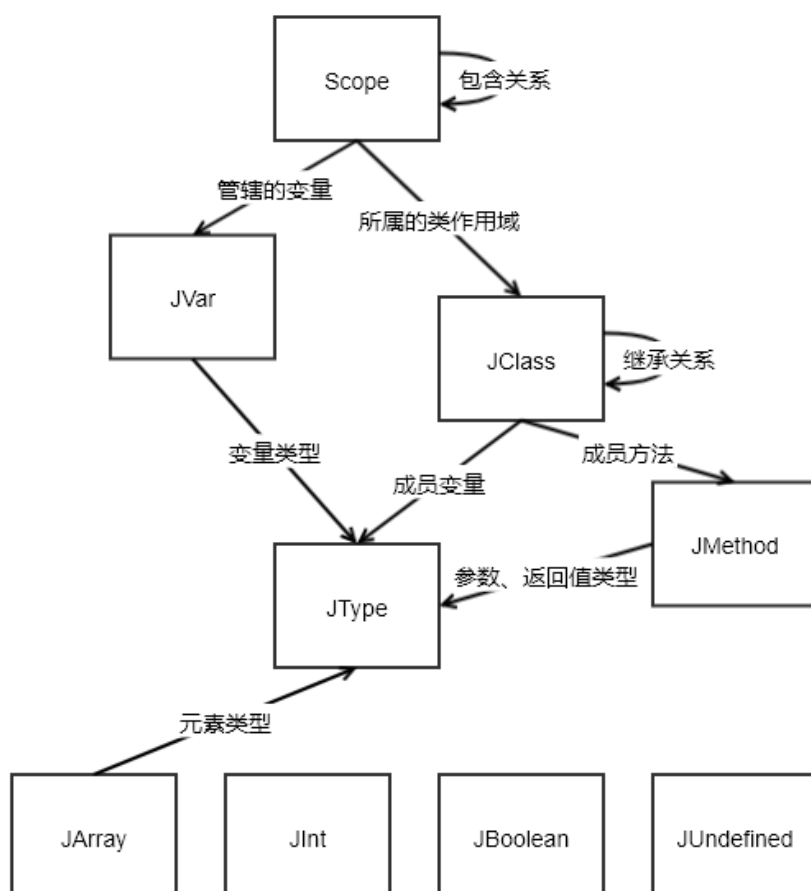 Scope
包含关系
管辖的变量
所属的类作用域
JVar
JClass
继承关系
变量类型
成员变量
成员方法
JMethod
参数、返回值类型
JType
元素类型
JArray
JInt
JBoolean
JUndefined